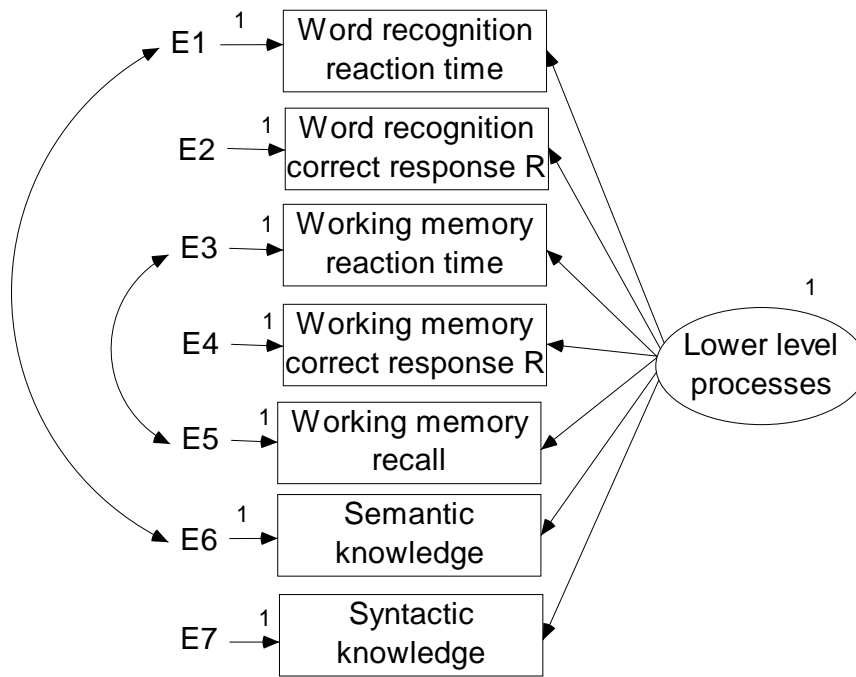 1
E1
Word recognition
reaction time
1
E2
Word recognition
correct response R
1
E3
Working memory
reaction time
1
E4
Working memory
correct response R
1
E5
Working memory
recall
1
E6
Semantic
knowledge
1
E7
Syntactic
knowledge
1
Lower level
processes